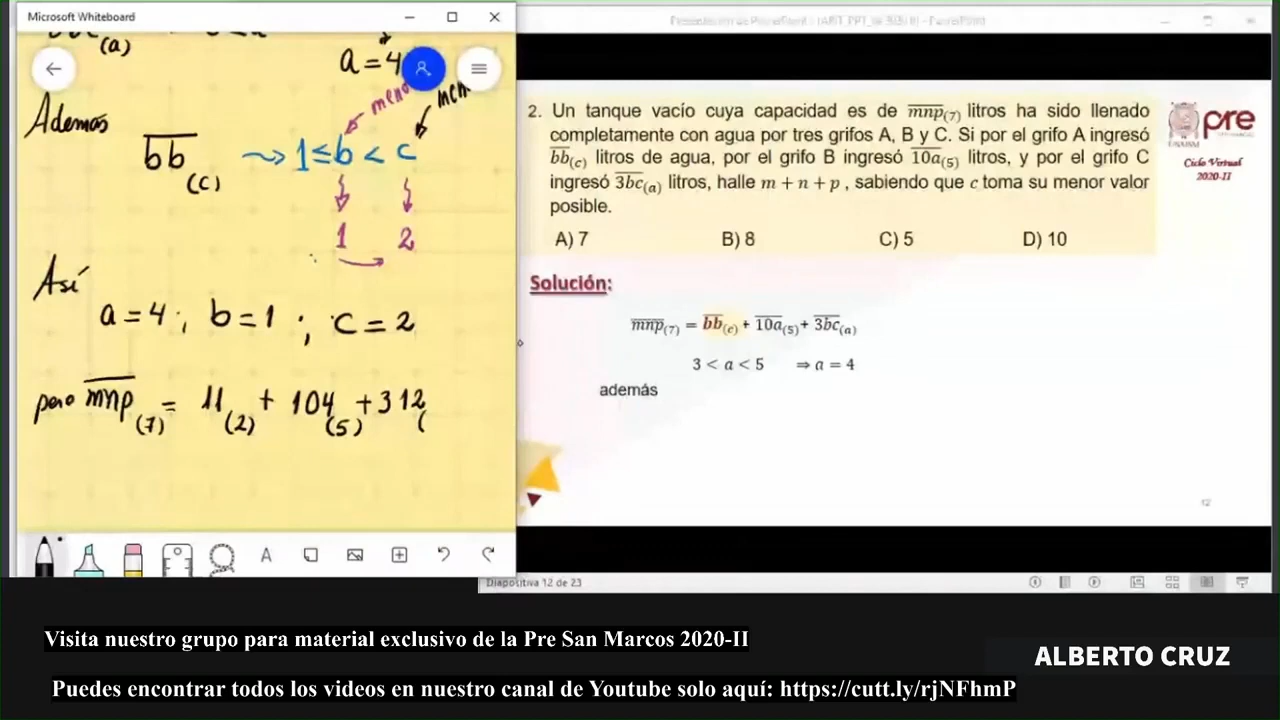 Microsoft Whiteboard
(a)
a = 4
Además
bb(c) 1 ≤ b < c
1 2
Así
a = 4 ; b = 1 ; c = 2
pero mnp(7) = 11(2) + 104(5) + 312(
2. Un tanque vacío cuya capacidad es de mnp(7) litros ha sido llenado
completamente con agua por tres grifos A, B y C. Si por el grifo A ingresó
bb(c) litros de agua, por el grifo B ingresó 10a(5) litros, y por el grifo C
ingresó 3bc(a) litros, halle m + n + p , sabiendo que c toma su menor valor
posible.
A) 7 B) 8 C) 5 D) 10
pre
Ciclo Virtual
2020-II
Solución:
mnp(7) = bb(c) + 10a(5) + 3bc(a)
3 < a < 5 ⇒ a = 4
además
12
Diapositiva 12 de 23
Visita nuestro grupo para material exclusivo de la Pre San Marcos 2020-II
ALBERTO CRUZ
Puedes encontrar todos los videos en nuestro canal de Youtube solo aquí: https://cutt.ly/rjNFhmP